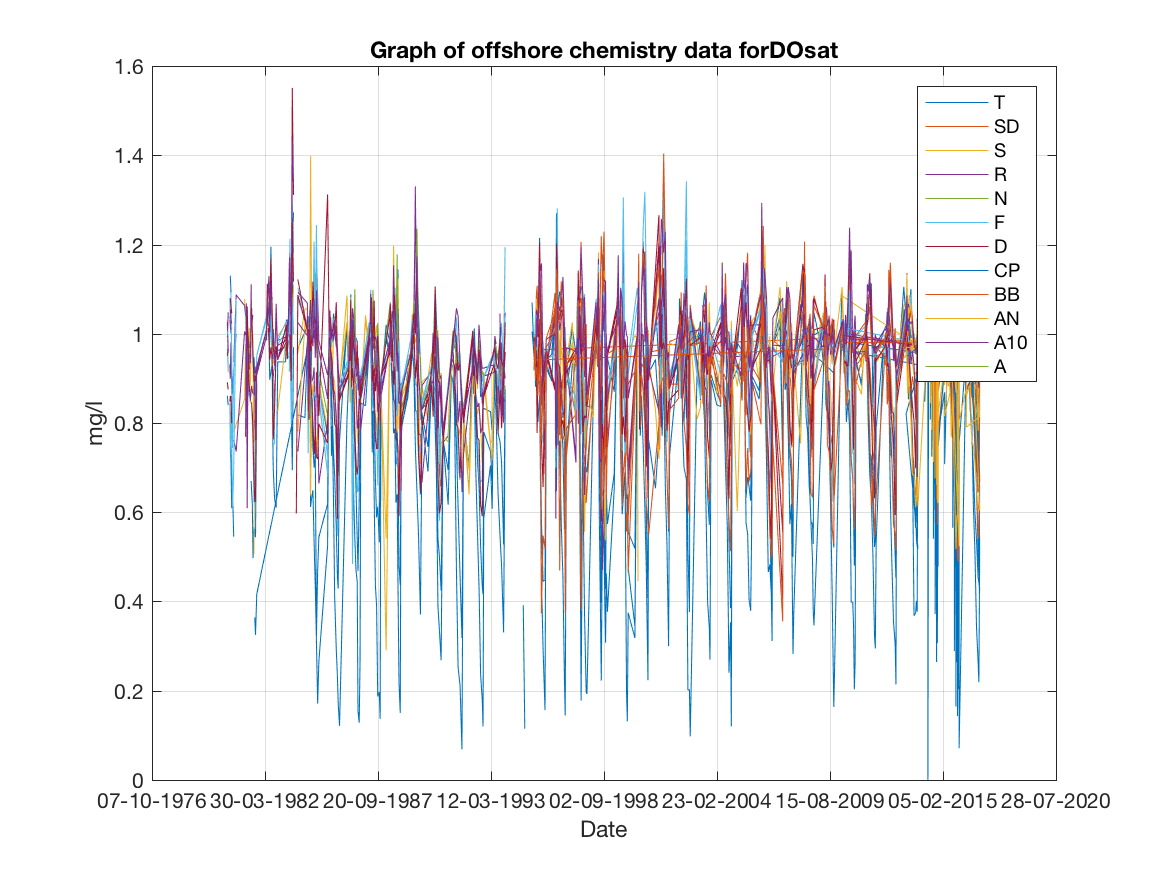 Graph of offshore chemistry data forDOsat
1.6
1.4
1.2
1
0.8
0.6
0.4
0.2
0
mg/l
T
SD
S
R
N
F
D
CP
BB
AN
A10
A
07-10-1976 30-03-1982 20-09-1987 12-03-1993 02-09-1998 23-02-2004 15-08-2009 05-02-2015 28-07-2020
Date